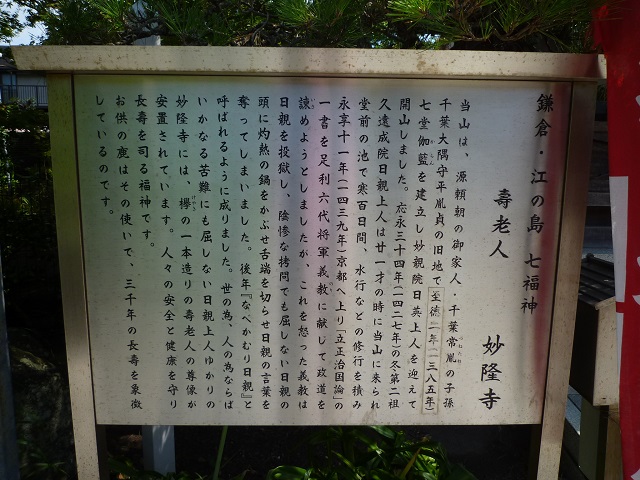 鎌倉・江の島 七福神
壽老人 妙隆寺
当山は、源頼朝の御家人・千葉常胤の子孫
千葉大隅守平胤貞の旧地で至徳二年(一三八五年)
七堂伽藍を建立し妙親院日英上人を迎えて
開山しました。応永三十四年(一四二七年)の冬第二祖
久遠成院日親上人は廿一才の時に当山に来られ
堂前の池で寒百日間、水行などの修行を積み
永享十一年(一四三九年)京都へ上り「立正治国論」の
一書を足利六代将軍義教に献じて政道を
諫めようとしましたが、これを怒った義教は
日親を投獄し、陰惨な拷問でも屈しない日親の
頭に灼熱の鍋をかぶせ舌端を切らせ日親の言葉を
奪ってしまいました。後年『なべかむり日親』と
呼ばれるように成りました。世の為、人の為ならば
いかなる苦難にも屈しない日親上人ゆかりの
妙隆寺には、欅の一本造りの壽老人の尊像が
安置されています。人々の安全と健康を守り
長壽を司る福神です。
お供の鹿はその使いで、三千年の長壽を象徴
しているのです。